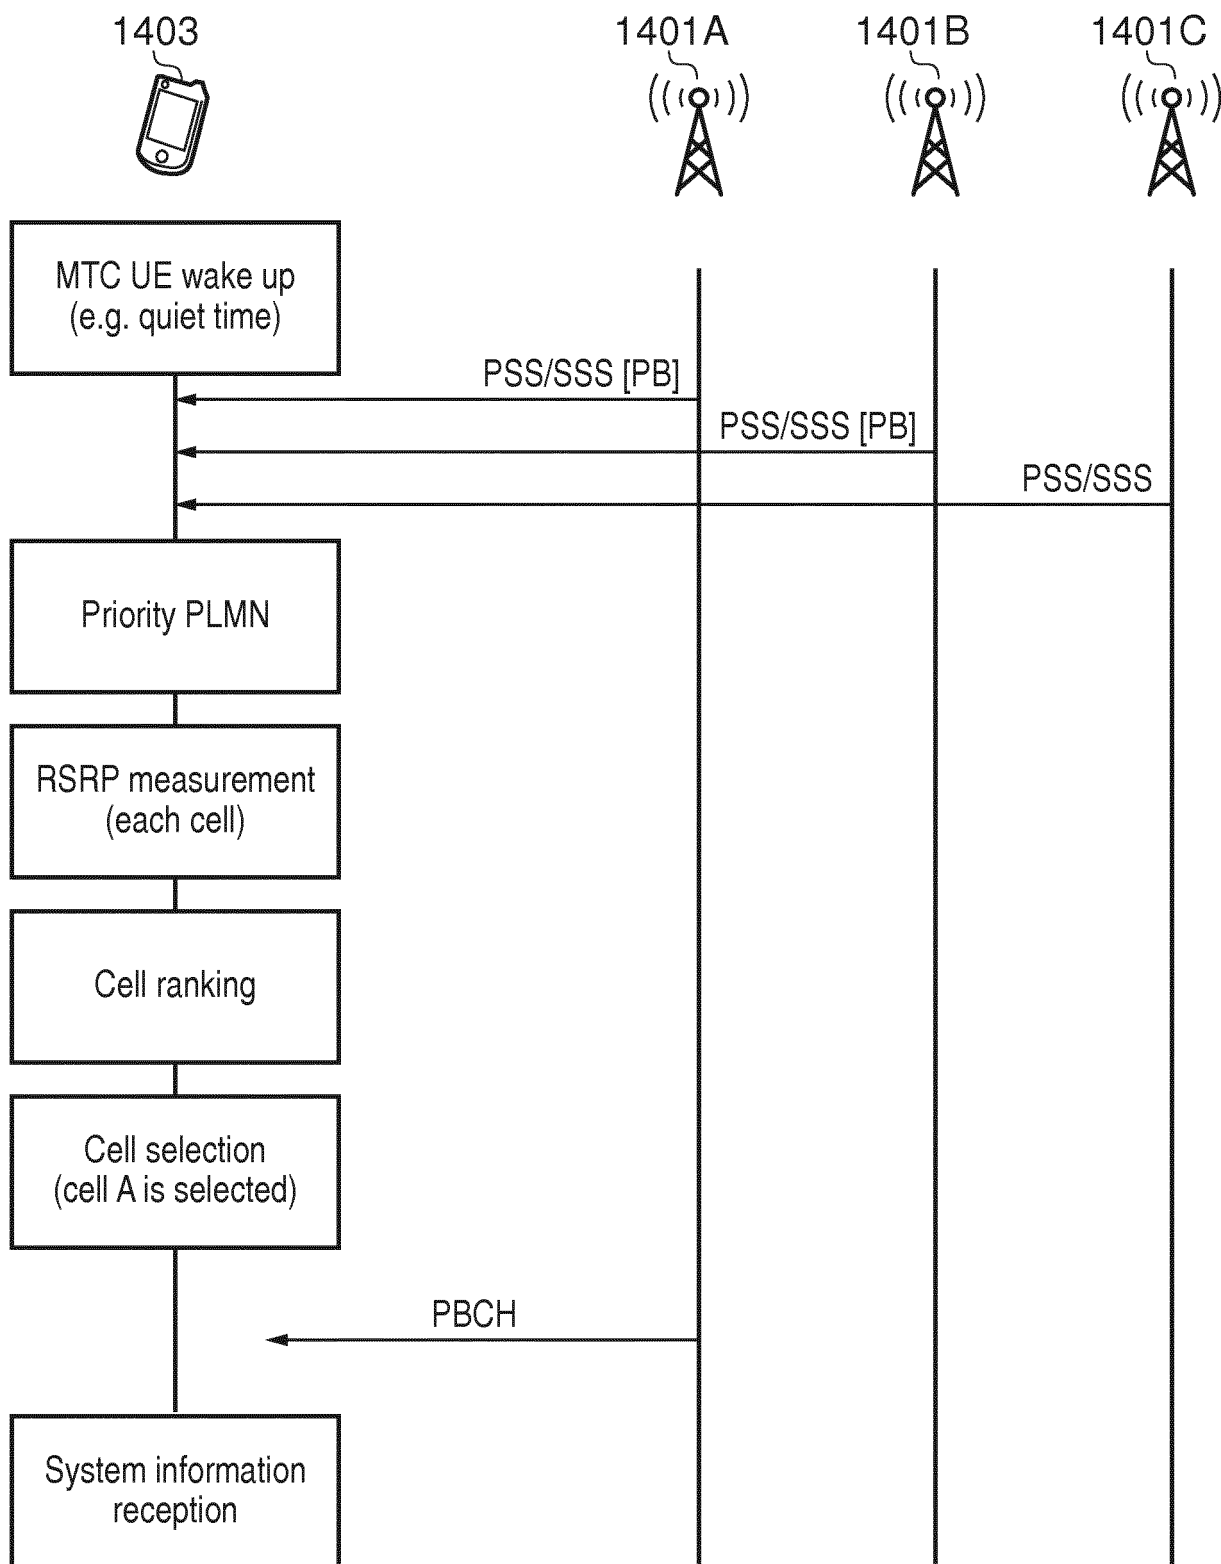 1403
1401A
1401B
1401C
MTC UE wake up
(e.g. quiet time)
PSS/SSS [PB]
PSS/SSS [PB]
PSS/SSS
Priority PLMN
RSRP measurement
(each cell)
Cell ranking
Cell selection
(cell A is selected)
PBCH
System information
reception